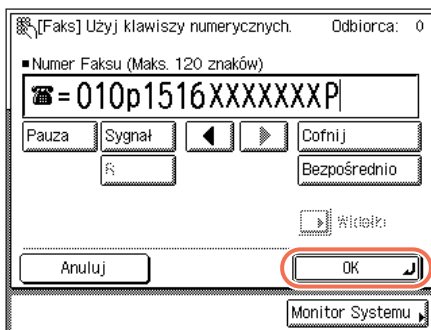 [Faks] Użyj klawiszy numerycznych. Odbiorca: 0
Numer Faksu (Maks. 120 znaków)
=010p1516XXXXXXXP
Pauza Sygnał Cofnij
R Bezpośrednio
Widełki
Anuluj OK
Monitor Systemu